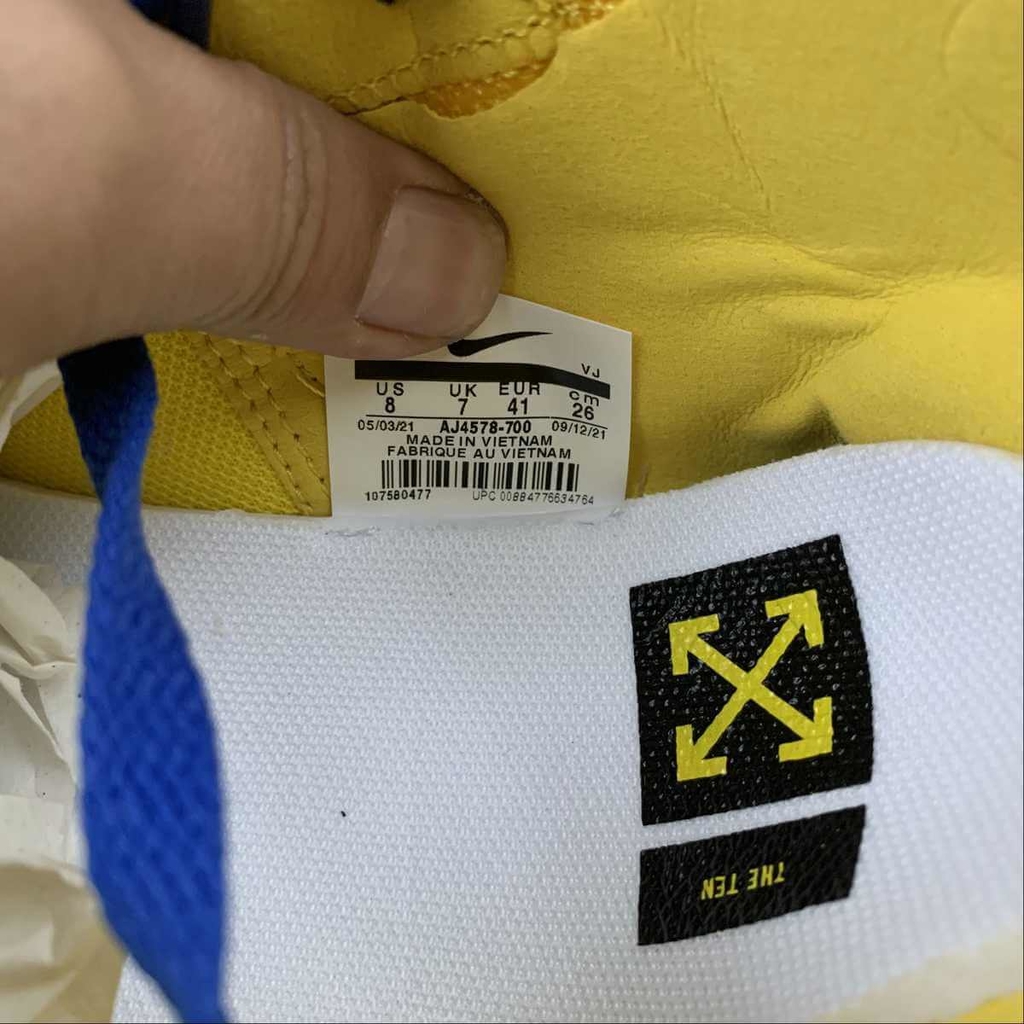 VJ
US UK EUR cm
8 7 41 26
05/03/21 AJ4578-700 09/12/21
MADE IN VIETNAM
FABRIQUE AU VIETNAM
107580477 UPC 00884776634764
THE TEN